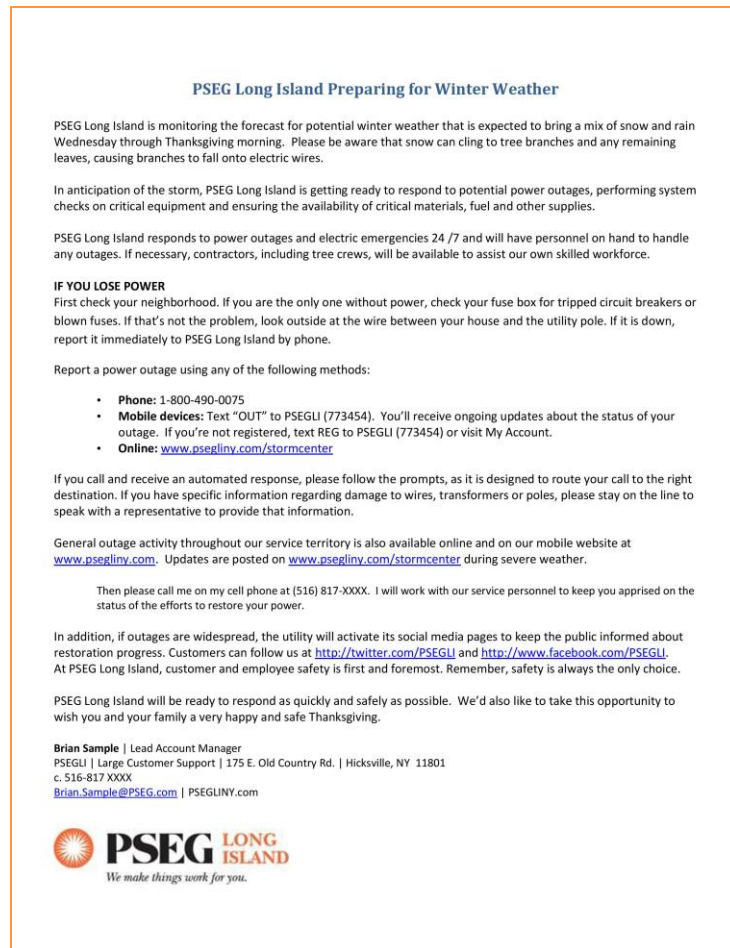 PSEG Long Island Preparing for Winter Weather
PSEG Long Island is monitoring the forecast for potential winter weather that is expected to bring a mix of snow and rain
Wednesday through Thanksgiving morning.  Please be aware that snow can cling to tree branches and any remaining
leaves, causing branches to fall onto electric wires.
In anticipation of the storm, PSEG Long Island is getting ready to respond to potential power outages, performing system
checks on critical equipment and ensuring the availability of critical materials, fuel and other supplies.
PSEG Long Island responds to power outages and electric emergencies 24 /7 and will have personnel on hand to handle
any outages. If necessary, contractors, including tree crews, will be available to assist our own skilled workforce.
IF YOU LOSE POWER
First check your neighborhood. If you are the only one without power, check your fuse box for tripped circuit breakers or
blown fuses. If that's not the problem, look outside at the wire between your house and the utility pole. If it is down,
report it immediately to PSEG Long Island by phone.
Report a power outage using any of the following methods:
• Phone: 1-800-490-0075
• Mobile devices: Text "OUT" to PSEGLI (773454).  You'll receive ongoing updates about the status of your
outage.  If you're not registered, text REG to PSEGLI (773454) or visit My Account.
• Online: www.psegliny.com/stormcenter
If you call and receive an automated response, please follow the prompts, as it is designed to route your call to the right
destination. If you have specific information regarding damage to wires, transformers or poles, please stay on the line to
speak with a representative to provide that information.
General outage activity throughout our service territory is also available online and on our mobile website at
www.psegliny.com.  Updates are posted on www.psegliny.com/stormcenter during severe weather.
Then please call me on my cell phone at (516) 817-XXXX.  I will work with our service personnel to keep you apprised on the
status of the efforts to restore your power.
In addition, if outages are widespread, the utility will activate its social media pages to keep the public informed about
restoration progress. Customers can follow us at http://twitter.com/PSEGLI and http://www.facebook.com/PSEGLI.
At PSEG Long Island, customer and employee safety is first and foremost. Remember, safety is always the only choice.
PSEG Long Island will be ready to respond as quickly and safely as possible.  We'd also like to take this opportunity to
wish you and your family a very happy and safe Thanksgiving.
Brian Sample | Lead Account Manager
PSEGLI | Large Customer Support | 175 E. Old Country Rd. | Hicksville, NY  11801
c. 516-817 XXXX
Brian.Sample@PSEG.com | PSEGLINY.com
PSEG LONG ISLAND
We make things work for you.